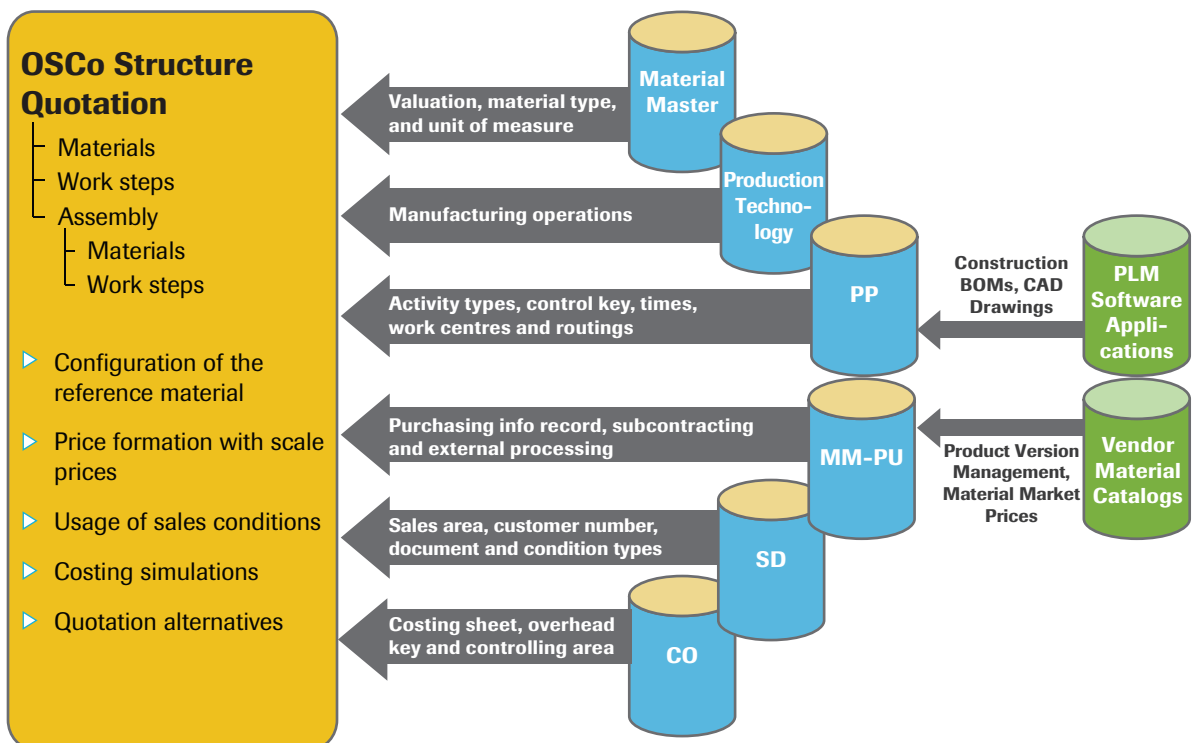 OSCo Structure
Quotation
Materials
Work steps
Assembly
Materials
Work steps
Configuration of the
reference material
Price formation with scale
prices
Usage of sales conditions
Costing simulations
Quotation alternatives
Valuation, material type,
and unit of measure
Material
Master
Manufacturing operations
Production
Techno-
logy
Activity types, control key, times,
work centres and routings
PP
Construction
BOMs, CAD
Drawings
PLM
Software
Appli-
cations
Purchasing info record, subcontracting
and external processing
MM-PU
Product Version
Management,
Material Market
Prices
Vendor
Material
Catalogs
Sales area, customer number,
document and condition types
SD
Costing sheet, overhead
key and controlling area
CO